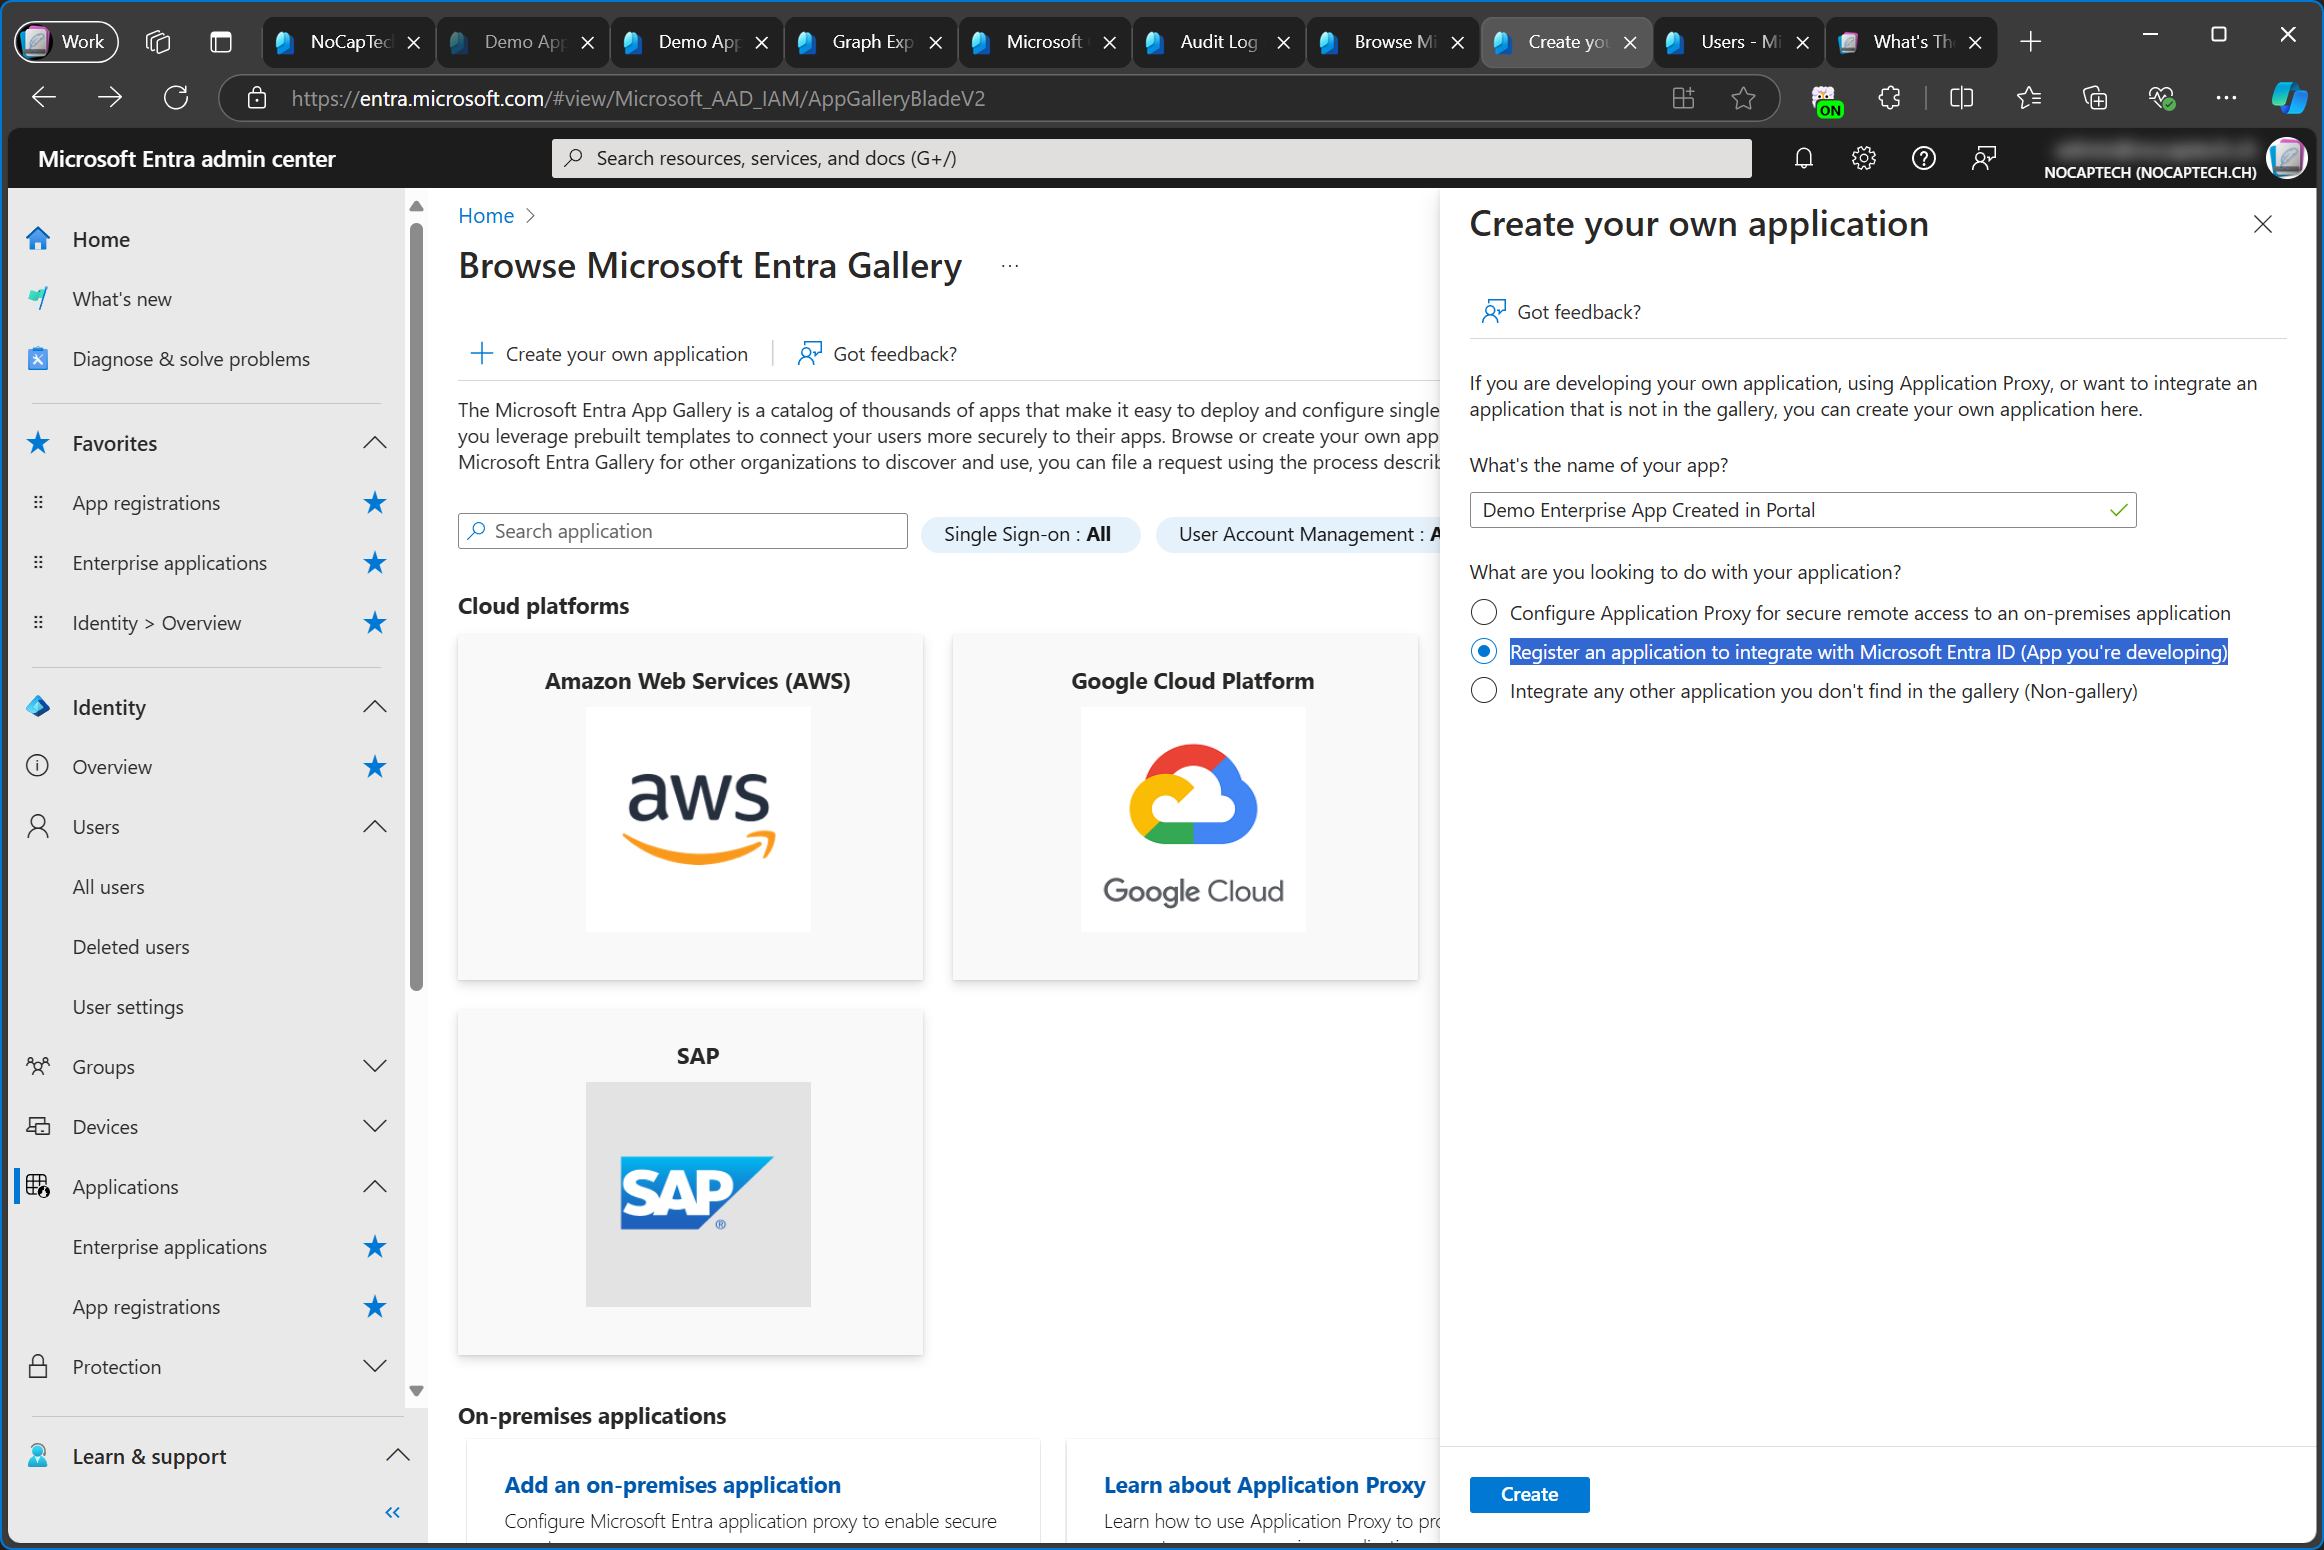 Work
NoCapTec
Demo App
Demo App
Graph Exp
Microsoft
Audit Log
Browse Mi
Create you
Users - Mi
What's The
https://entra.microsoft.com/#view/Microsoft_AAD_IAM/AppGalleryBladeV2
ON
Microsoft Entra admin center
Search resources, services, and docs (G+/)
NOCAPTECH (NOCAPTECH.CH)
Home
What's new
Diagnose & solve problems
Favorites
App registrations
Enterprise applications
Identity > Overview
Identity
Overview
Users
All users
Deleted users
User settings
Groups
Devices
Applications
Enterprise applications
App registrations
Protection
Learn & support
Home
Browse Microsoft Entra Gallery
Create your own application
Got feedback?
The Microsoft Entra App Gallery is a catalog of thousands of apps that make it easy to deploy and configure single
you leverage prebuilt templates to connect your users more securely to their apps. Browse or create your own app
Microsoft Entra Gallery for other organizations to discover and use, you can file a request using the process describ
Search application
Single Sign-on : All
User Account Management : A
Cloud platforms
Amazon Web Services (AWS)
aws
Google Cloud Platform
Google Cloud
SAP
SAP
®
On-premises applications
Add an on-premises application
Configure Microsoft Entra application proxy to enable secure
Learn about Application Proxy
Learn how to use Application Proxy to pro
Create your own application
Got feedback?
If you are developing your own application, using Application Proxy, or want to integrate an
application that is not in the gallery, you can create your own application here.
What's the name of your app?
Demo Enterprise App Created in Portal
What are you looking to do with your application?
Configure Application Proxy for secure remote access to an on-premises application
Register an application to integrate with Microsoft Entra ID (App you're developing)
Integrate any other application you don't find in the gallery (Non-gallery)
Create